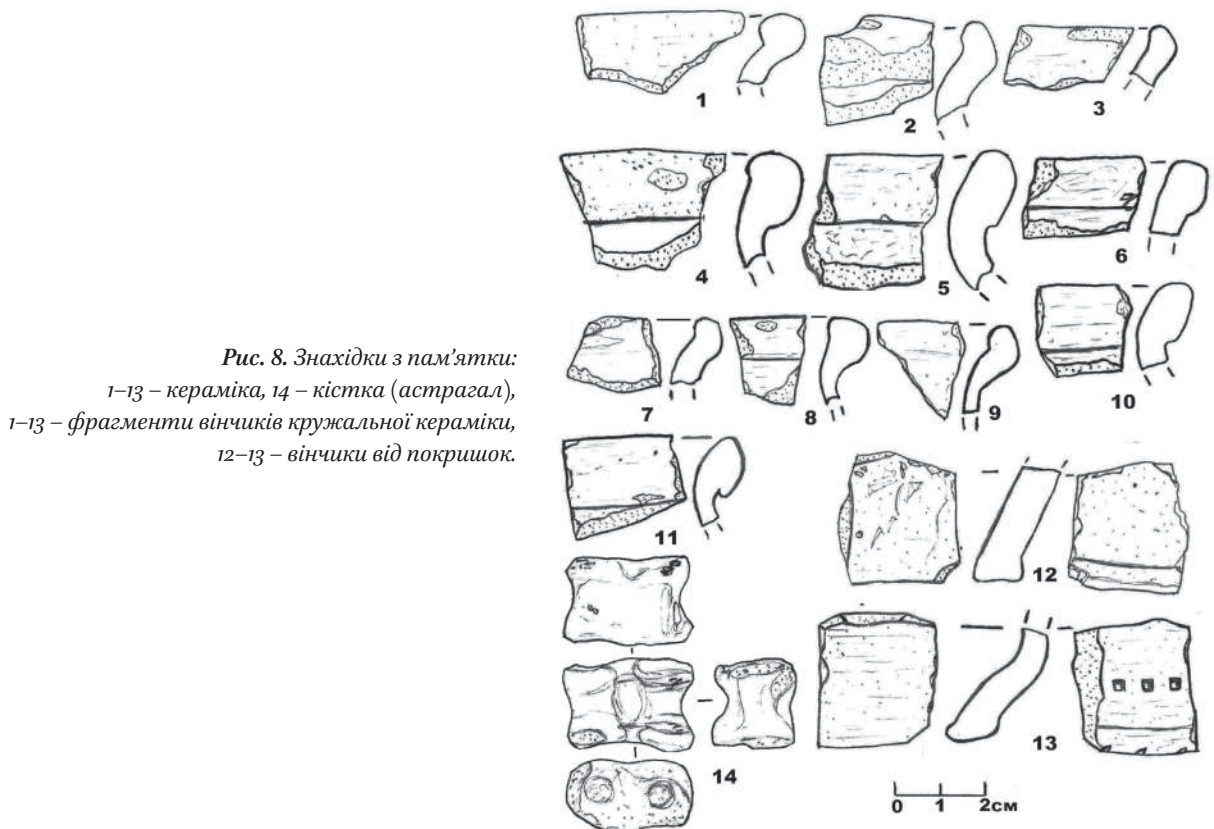 1
2
3
4
5
6
7
8
9
10
11
12
13
14
0 1 2см
Рис. 8. Знахідки з пам'ятки:
1–13 – кераміка, 14 – кістка (астрагал),
1–13 – фрагменти вінчиків кружальної кераміки,
12–13 – вінчики від покришок.